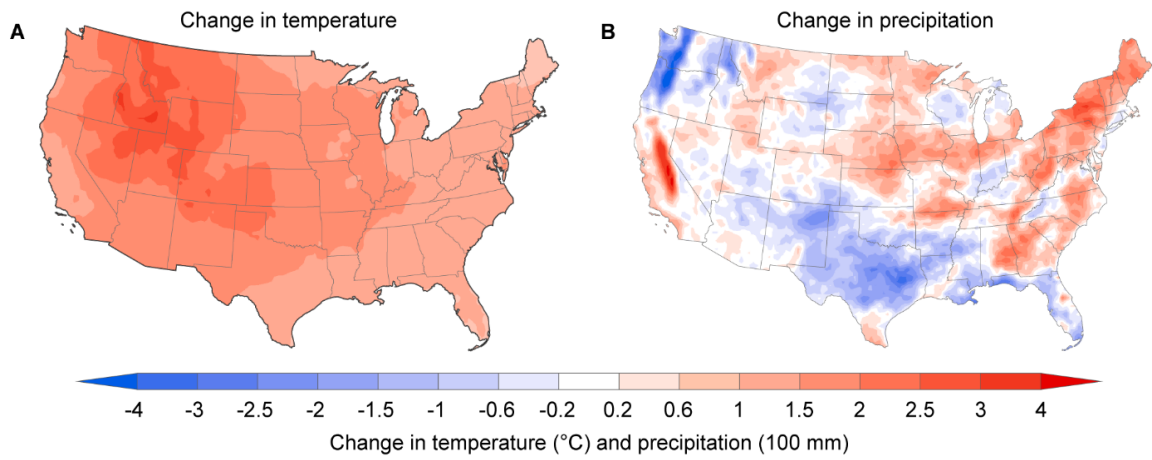 Change in temperature
Change in precipitation
A
B
-4 -3 -2.5 -2 -1.5 -1 -0.6 -0.2 0.2 0.6 1 1.5 2 2.5 3 4
Change in temperature (°C) and precipitation (100 mm)